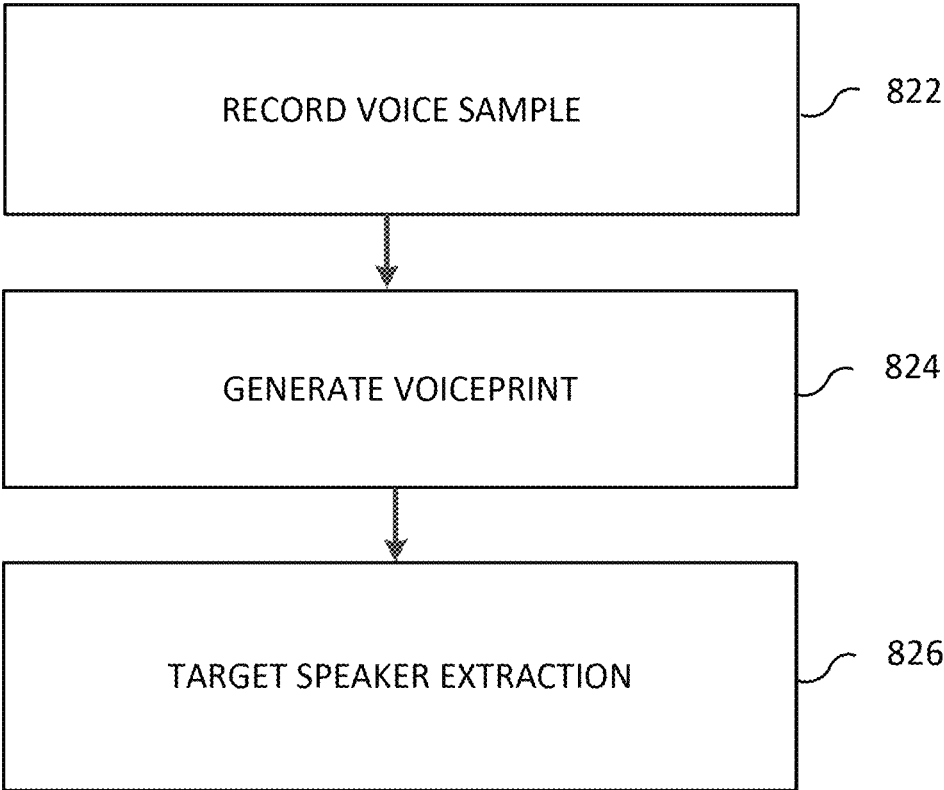 RECORD VOICE SAMPLE
822
GENERATE VOICEPRINT
824
TARGET SPEAKER EXTRACTION
826